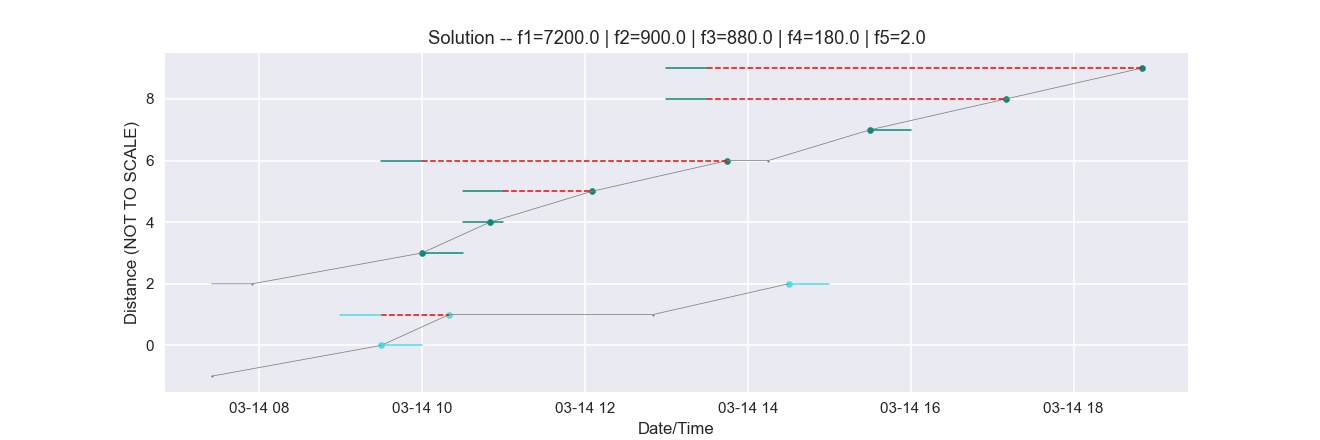 Solution -- f1=7200.0 | f2=900.0 | f3=880.0 | f4=180.0 | f5=2.0
Distance (NOT TO SCALE)
8
6
4
2
0
03-14 08 03-14 10 03-14 12 03-14 14 03-14 16 03-14 18
Date/Time